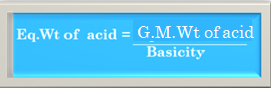 Eq.Wt of acid = G.M.Wt of acid
Basicity